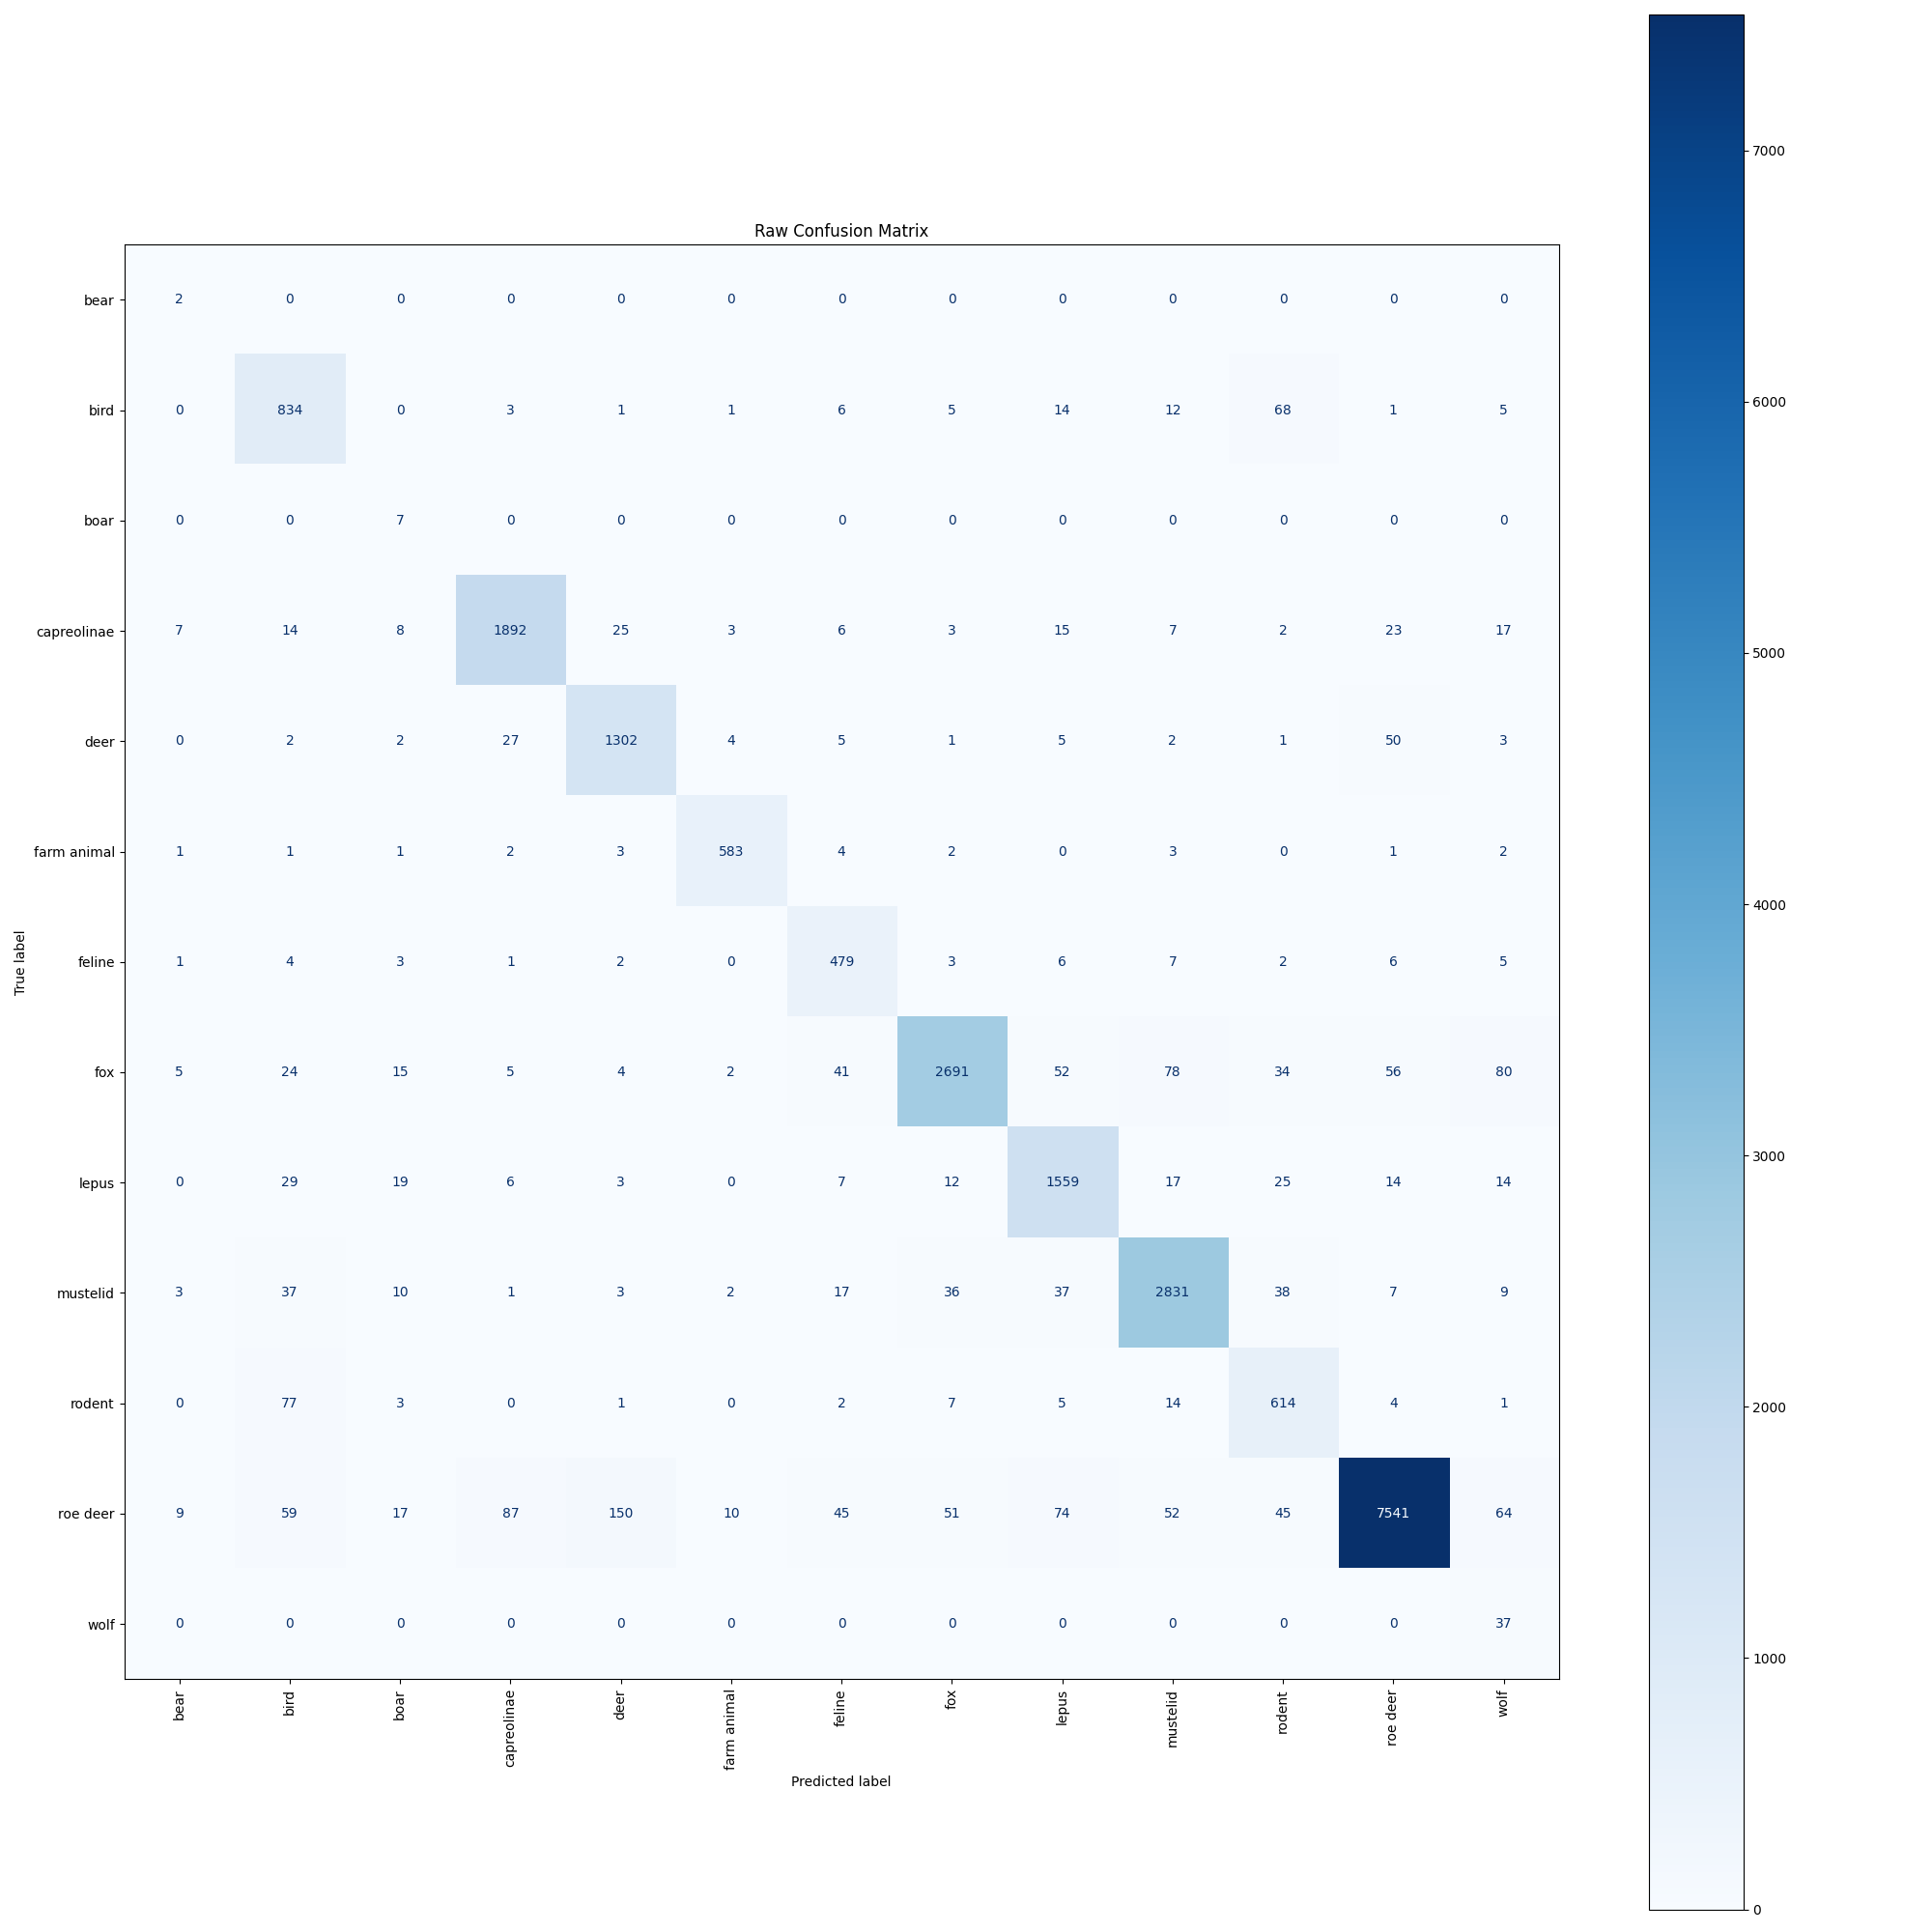 Raw Confusion Matrix
True label
bear 2 0 0 0 0 0 0 0 0 0 0 0 0
bird 0 834 0 3 1 1 6 5 14 12 68 1 5
boar 0 0 7 0 0 0 0 0 0 0 0 0 0
capreolinae 7 14 8 1892 25 3 6 3 15 7 2 23 17
deer 0 2 2 27 1302 4 5 1 5 2 1 50 3
farm animal 1 1 1 2 3 583 4 2 0 3 0 1 2
feline 1 4 3 1 2 0 479 3 6 7 2 6 5
fox 5 24 15 5 4 2 41 2691 52 78 34 56 80
lepus 0 29 19 6 3 0 7 12 1559 17 25 14 14
mustelid 3 37 10 1 3 2 17 36 37 2831 38 7 9
rodent 0 77 3 0 1 0 2 7 5 14 614 4 1
roe deer 9 59 17 87 150 10 45 51 74 52 45 7541 64
wolf 0 0 0 0 0 0 0 0 0 0 0 0 37
bear bird boar capreolinae deer farm animal feline fox lepus mustelid rodent roe deer wolf
Predicted label
7000
6000
5000
4000
3000
2000
1000
0